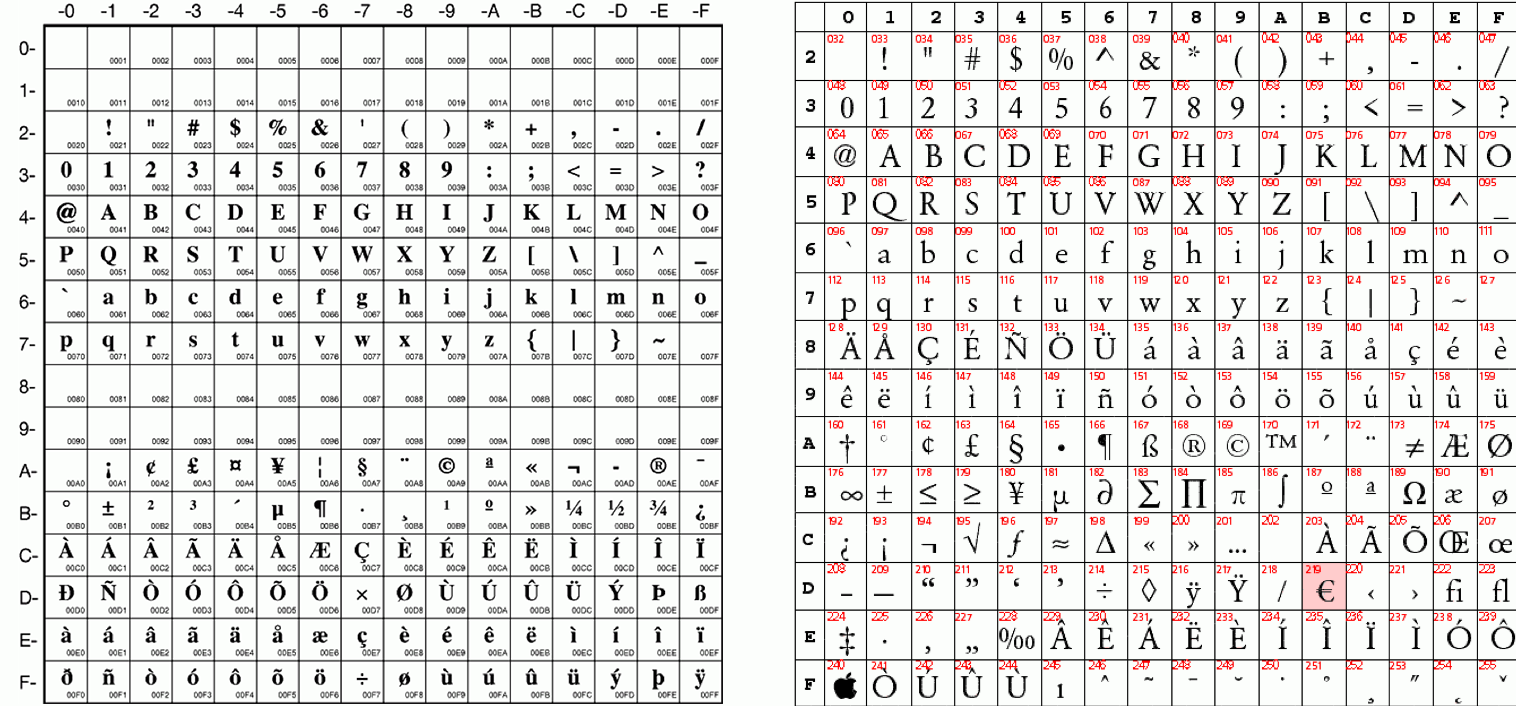 -0 -1 -2 -3 -4 -5 -6 -7 -8 -9 -A -B -C -D -E -F
0-
0001 0002 0003 0004 0005 0006 0007 0008 0009 000A 000B 000C 000D 000E 000F
1-
0010 0011 0012 0013 0014 0015 0016 0017 0018 0019 001A 001B 001C 001D 001E 001F
2- ! " # $ % & ' ( ) * + , - . /
0020 0021 0022 0023 0024 0025 0026 0027 0028 0029 002A 002B 002C 002D 002E 002F
3- 0 1 2 3 4 5 6 7 8 9 : ; < = > ?
0030 0031 0032 0033 0034 0035 0036 0037 0038 0039 003A 003B 003C 003D 003E 003F
4- @ A B C D E F G H I J K L M N O
0040 0041 0042 0043 0044 0045 0046 0047 0048 0049 004A 004B 004C 004D 004E 004F
5- P Q R S T U V W X Y Z [ \ ] ^ _
0050 0051 0052 0053 0054 0055 0056 0057 0058 0059 005A 005B 005C 005D 005E 005F
6- ` a b c d e f g h i j k l m n o
0060 0061 0062 0063 0064 0065 0066 0067 0068 0069 006A 006B 006C 006D 006E 006F
7- p q r s t u v w x y z { | } ~
0070 0071 0072 0073 0074 0075 0076 0077 0078 0079 007A 007B 007C 007D 007E 007F
8-
0080 0081 0082 0083 0084 0085 0086 0087 0088 0089 008A 008B 008C 008D 008E 008F
9-
0090 0091 0092 0093 0094 0095 0096 0097 0098 0099 009A 009B 009C 009D 009E 009F
A- ¡ ¢ £ ¤ ¥ ¦ § ¨ © ª « ¬ - ® ¯
00A0 00A1 00A2 00A3 00A4 00A5 00A6 00A7 00A8 00A9 00AA 00AB 00AC 00AD 00AE 00AF
B- ° ± ² ³ ´ µ ¶ · ¸ ¹ º » ¼ ½ ¾ ¿
00B0 00B1 00B2 00B3 00B4 00B5 00B6 00B7 00B8 00B9 00BA 00BB 00BC 00BD 00BE 00BF
C- À Á Â Ã Ä Å Æ Ç È É Ê Ë Ì Í Î Ï
00C0 00C1 00C2 00C3 00C4 00C5 00C6 00C7 00C8 00C9 00CA 00CB 00CC 00CD 00CE 00CF
D- Ð Ñ Ò Ó Ô Õ Ö × Ø Ù Ú Û Ü Ý Þ ß
00D0 00D1 00D2 00D3 00D4 00D5 00D6 00D7 00D8 00D9 00DA 00DB 00DC 00DD 00DE 00DF
E- à á â ã ä å æ ç è é ê ë ì í î ï
00E0 00E1 00E2 00E3 00E4 00E5 00E6 00E7 00E8 00E9 00EA 00EB 00EC 00ED 00EE 00EF
F- ð ñ ò ó ô õ ö ÷ ø ù ú û ü ý þ ÿ
00F0 00F1 00F2 00F3 00F4 00F5 00F6 00F7 00F8 00F9 00FA 00FB 00FC 00FD 00FE 00FF
0 1 2 3 4 5 6 7 8 9 A B C D E F
032 033 034 035 036 037 038 039 040 041 042 043 044 045 046 047
2 ! " # $ % ^ & * ( ) + , - . /
048 049 050 051 052 053 054 055 056 057 058 059 060 061 062 063
3 0 1 2 3 4 5 6 7 8 9 : ; < = > ?
064 065 066 067 068 069 070 071 072 073 074 075 076 077 078 079
4 @ A B C D E F G H I J K L M N O
080 081 082 083 084 085 086 087 088 089 090 091 092 093 094 095
5 P Q R S T U V W X Y Z [ \ ] ^ _
096 097 098 099 100 101 102 103 104 105 106 107 108 109 110 111
6 ` a b c d e f g h i j k l m n o
112 113 114 115 116 117 118 119 120 121 122 123 124 125 126 127
7 p q r s t u v w x y z { | } ~
128 129 130 131 132 133 134 135 136 137 138 139 140 141 142 143
8 Ä Å Ç É Ñ Ö Ü á à â ä ã å ç é è
144 145 146 147 148 149 150 151 152 153 154 155 156 157 158 159
9 ê ë í ì î ï ñ ó ò ô ö õ ú ù û ü
160 161 162 163 164 165 166 167 168 169 170 171 172 173 174 175
A † ° ¢ £ § • ¶ ß ® © ™ ´ ¨ ≠ Æ Ø
176 177 178 179 180 181 182 183 184 185 186 187 188 189 190 191
B ∞ ± ≤ ≥ ¥ µ ∂ Σ Π π ∫ º ª Ω æ ø
192 193 194 195 196 197 198 199 200 201 202 203 204 205 206 207
C ¿ ¡ ¬ √ ƒ ≈ Δ « » … À Ã Õ Œ œ
208 209 210 211 212 213 214 215 216 217 218 219 220 221 222 223
D – — “ ” ‘ ’ ÷ ◊ ÿ Ÿ / € ‹ › ﬁ ﬂ
224 225 226 227 228 229 230 231 232 233 234 235 236 237 238 239
E ‡ · ‚ „ ‰ Â Ê Á Ë È Í Î Ï Ì Ó Ô
240 241 242 243 244 245 246 247 248 249 250 251 252 253 254 255
F  Ò Ú Û Ù ı ˆ ˜ ¯ ˘ ˙ ˚ ¸ ˝ ˛ ˇ